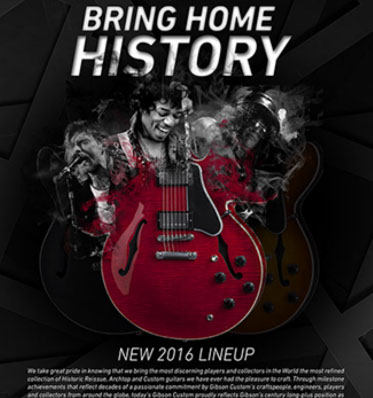 BRING HOME
HISTORY
NEW 2016 LINEUP
We take great pride in knowing that we bring the most discerning players and collectors in the World the most refined
collection of Historic Reissue, Archtop and Custom guitars we have ever had the pleasure to craft. Through milestone
achievements that reflect decades of a passionate commitment by Gibson Custom's craftspeople, engineers, players
and collectors from around the globe, today's Gibson Custom proudly reflects Gibson's century long-plus position as